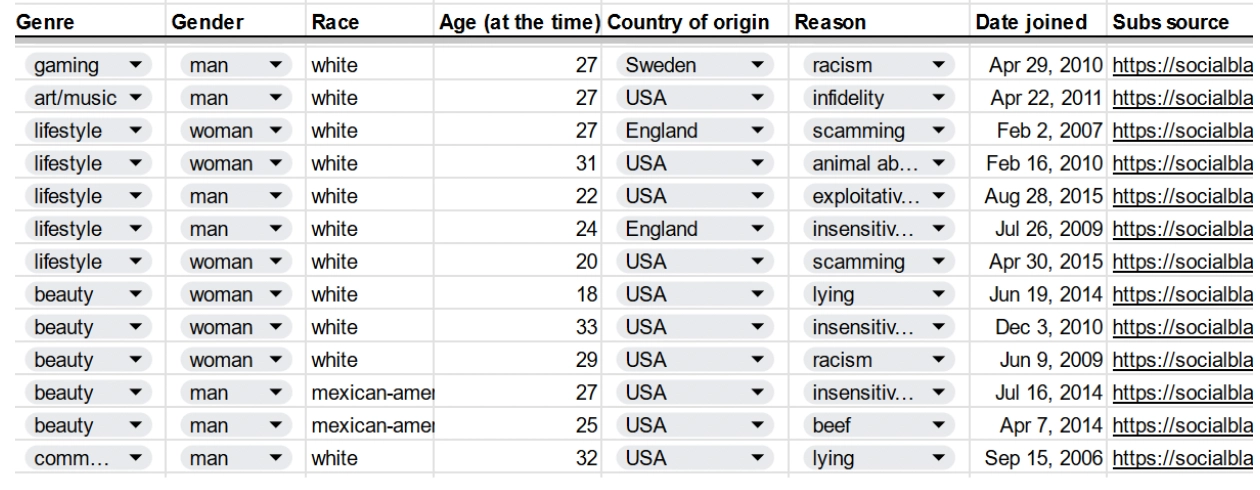 Genre Gender Race Age (at the time) Country of origin Reason Date joined Subs source
gaming man white 27 Sweden racism Apr 29, 2010 https://socialbla
art/music man white 27 USA infidelity Apr 22, 2011 https://socialbla
lifestyle woman white 27 England scamming Feb 2, 2007 https://socialbla
lifestyle woman white 31 USA animal ab... Feb 16, 2010 https://socialbla
lifestyle man white 22 USA exploitativ... Aug 28, 2015 https://socialbla
lifestyle man white 24 England insensitiv... Jul 26, 2009 https://socialbla
lifestyle woman white 20 USA scamming Apr 30, 2015 https://socialbla
beauty woman white 18 USA lying Jun 19, 2014 https://socialbla
beauty woman white 33 USA insensitiv... Dec 3, 2010 https://socialbla
beauty woman white 29 USA racism Jun 9, 2009 https://socialbla
beauty man mexican-amer 27 USA insensitiv... Jul 16, 2014 https://socialbla
beauty man mexican-amer 25 USA beef Apr 7, 2014 https://socialbla
comm... man white 32 USA lying Sep 15, 2006 https://socialbla